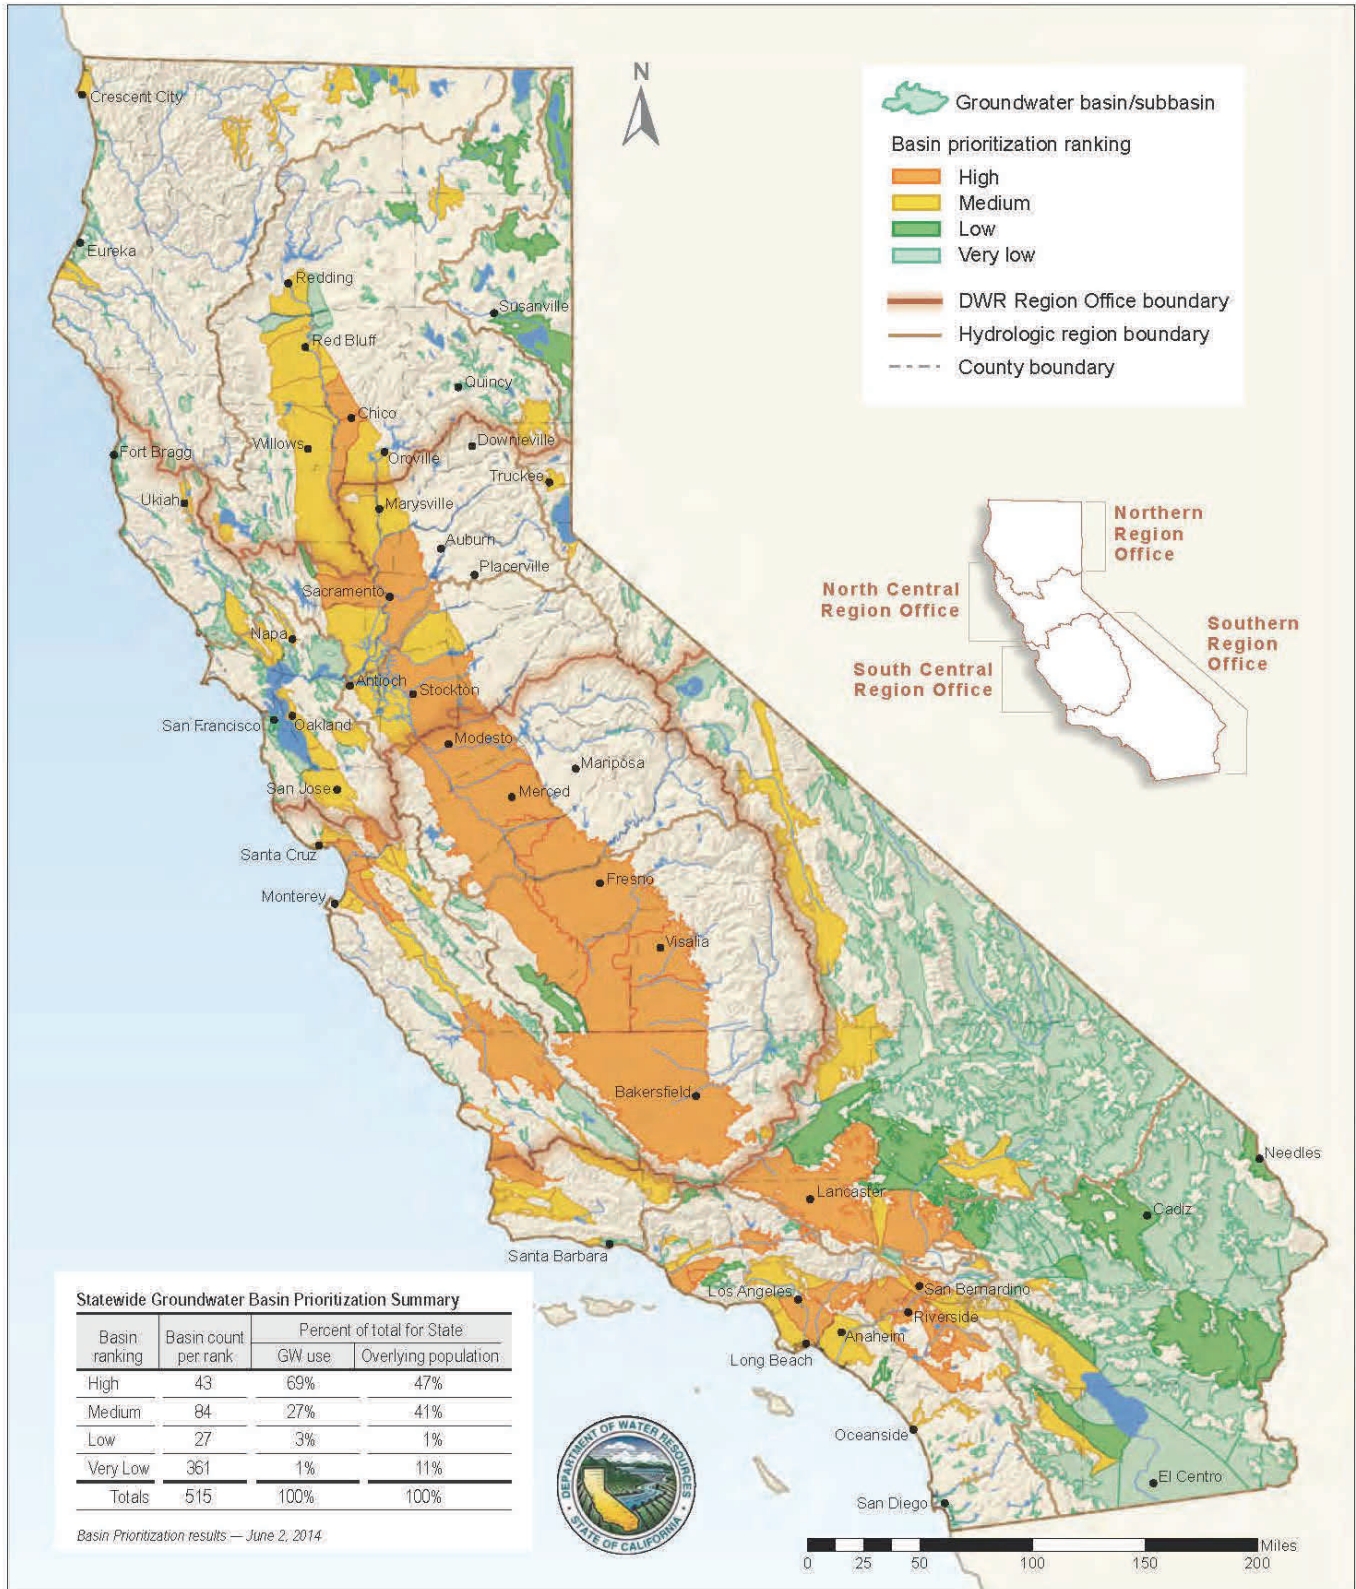 N
Groundwater basin/subbasin
Basin prioritization ranking
High
Medium
Low
Very low
DWR Region Office boundary
Hydrologic region boundary
County boundary
Crescent City
Eureka
Redding
Susanville
Red Bluff
Quincy
Chico
Willows
Oroville
Downieville
Fort Bragg
Truckee
Ukiah
Marysville
Auburn
Placerville
Sacramento
Napa
Antioch
Stockton
San Francisco
Oakland
Modesto
Mariposa
San Jose
Merced
Santa Cruz
Fresno
Monterey
Visalia
Bakersfield
Needles
Lancaster
Cadiz
Santa Barbara
Los Angeles
San Bernardino
Riverside
Anaheim
Long Beach
Oceanside
El Centro
San Diego
Northern
Region
Office
North Central
Region Office
Southern
Region
Office
South Central
Region Office
Statewide Groundwater Basin Prioritization Summary
Basin ranking Basin count per rank Percent of total for State
GW use Overlying population
High 43 69% 47%
Medium 84 27% 41%
Low 27 3% 1%
Very Low 361 1% 11%
Totals 515 100% 100%
Basin Prioritization results — June 2, 2014
DEPARTMENT OF WATER RESOURCES
STATE OF CALIFORNIA
Miles
0 25 50 100 150 200